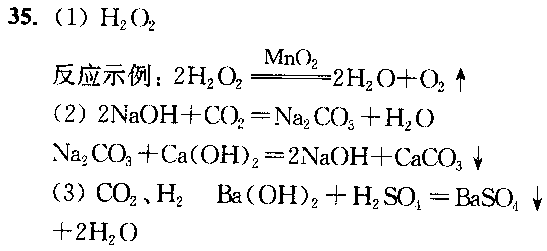 35. (1) H₂O₂
MnO₂
反应示例: 2H₂O₂=2H₂O+O₂↑
(2) 2NaOH+CO₂=Na₂CO₃+H₂O
Na₂CO₃+Ca(OH)₂=2NaOH+CaCO₃↓
(3) CO₂、H₂ Ba(OH)₂+H₂SO₄=BaSO₄↓
+2H₂O